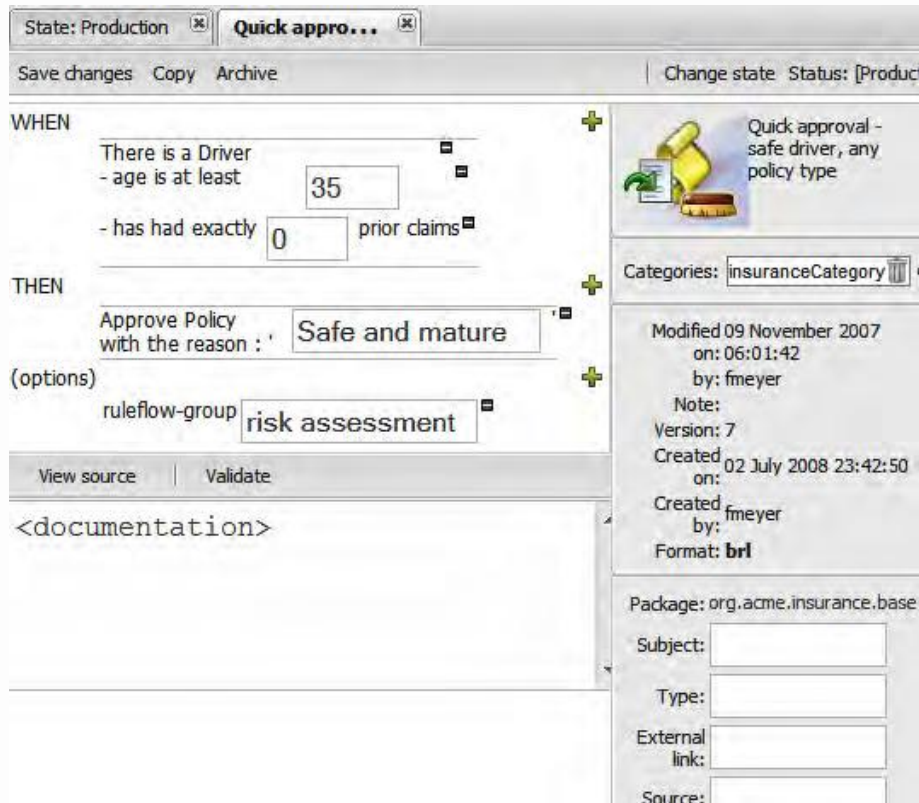 State: Production
Quick appro...
Save changes Copy Archive
Change state Status: [Product
WHEN
There is a Driver
- age is at least 35
- has had exactly 0 prior claims
THEN
Approve Policy
with the reason : ' Safe and mature '
(options)
ruleflow-group risk assessment
View source Validate
<documentation>
Quick approval -
safe driver, any
policy type
Categories: insuranceCategory
Modified 09 November 2007
on: 06:01:42
by: fmeyer
Note:
Version: 7
Created
on: 02 July 2008 23:42:50
Created
by: fmeyer
Format: brl
Package: org.acme.insurance.base
Subject:
Type:
External
link:
Source: